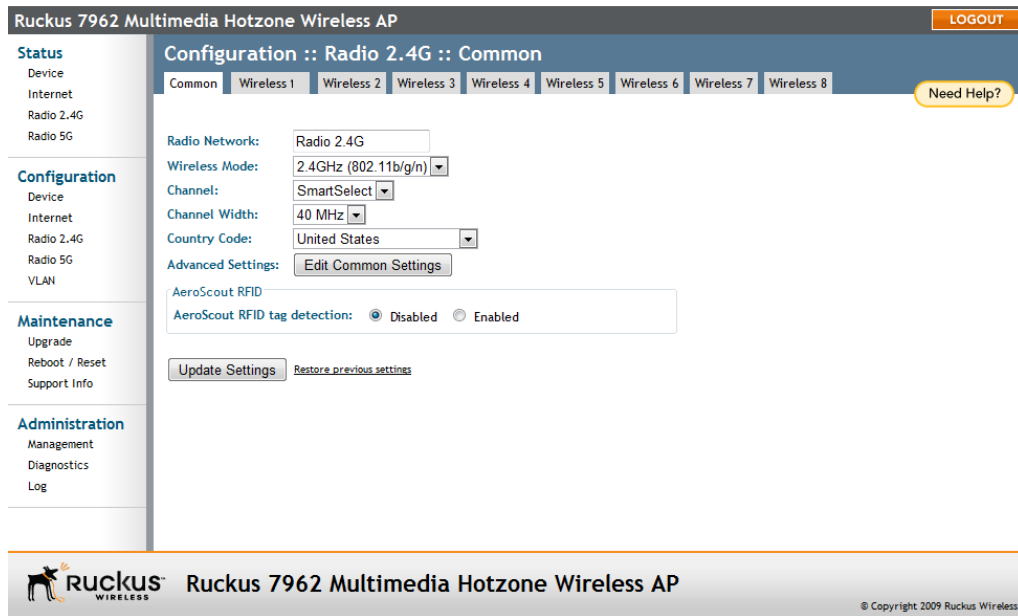 Ruckus 7962 Multimedia Hotzone Wireless AP
LOGOUT
Status
Device
Internet
Radio 2.4G
Radio 5G
Configuration
Device
Internet
Radio 2.4G
Radio 5G
VLAN
Maintenance
Upgrade
Reboot / Reset
Support Info
Administration
Management
Diagnostics
Log
Configuration :: Radio 2.4G :: Common
Common Wireless 1 Wireless 2 Wireless 3 Wireless 4 Wireless 5 Wireless 6 Wireless 7 Wireless 8
Need Help?
Radio Network: Radio 2.4G
Wireless Mode: 2.4GHz (802.11b/g/n)
Channel: SmartSelect
Channel Width: 40 MHz
Country Code: United States
Advanced Settings: Edit Common Settings
AeroScout RFID
AeroScout RFID tag detection: Disabled Enabled
Update Settings Restore previous settings
Ruckus WIRELESS
Ruckus 7962 Multimedia Hotzone Wireless AP
© Copyright 2009 Ruckus Wireless